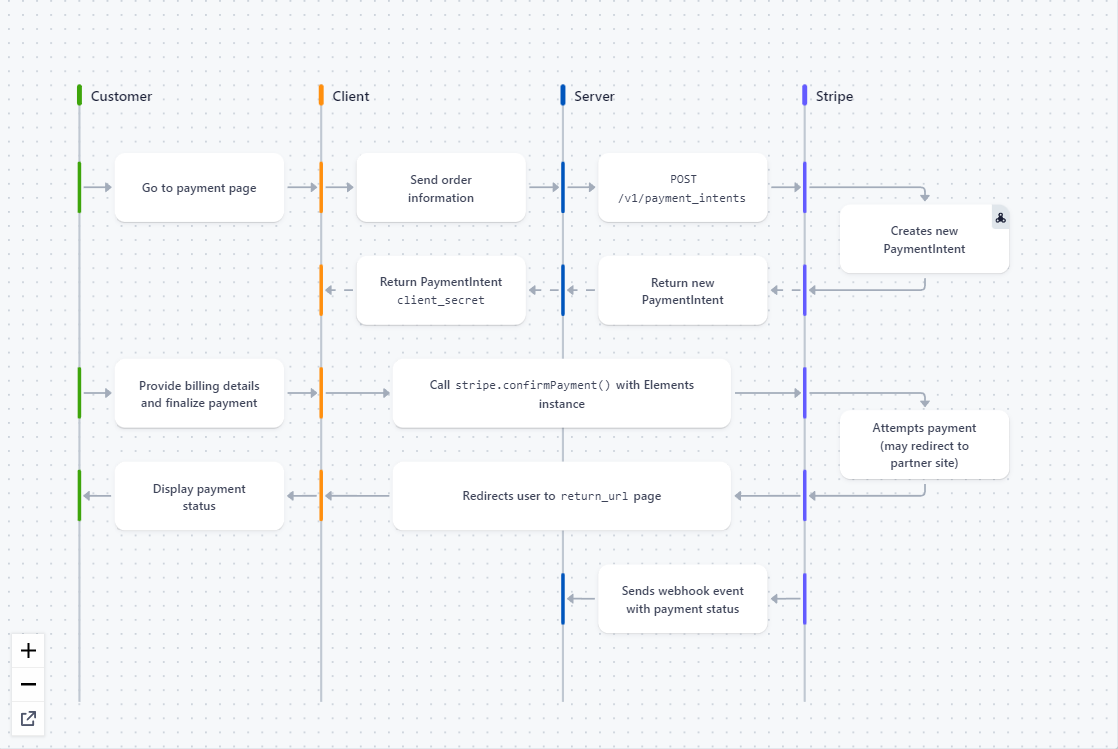 Customer
Client
Server
Stripe
Go to payment page
Send order
information
POST
/v1/payment_intents
Creates new
PaymentIntent
Return PaymentIntent
client_secret
Return new
PaymentIntent
Provide billing details
and finalize payment
Call stripe.confirmPayment() with Elements
instance
Attempts payment
(may redirect to
partner site)
Display payment
status
Redirects user to return_url page
Sends webhook event
with payment status